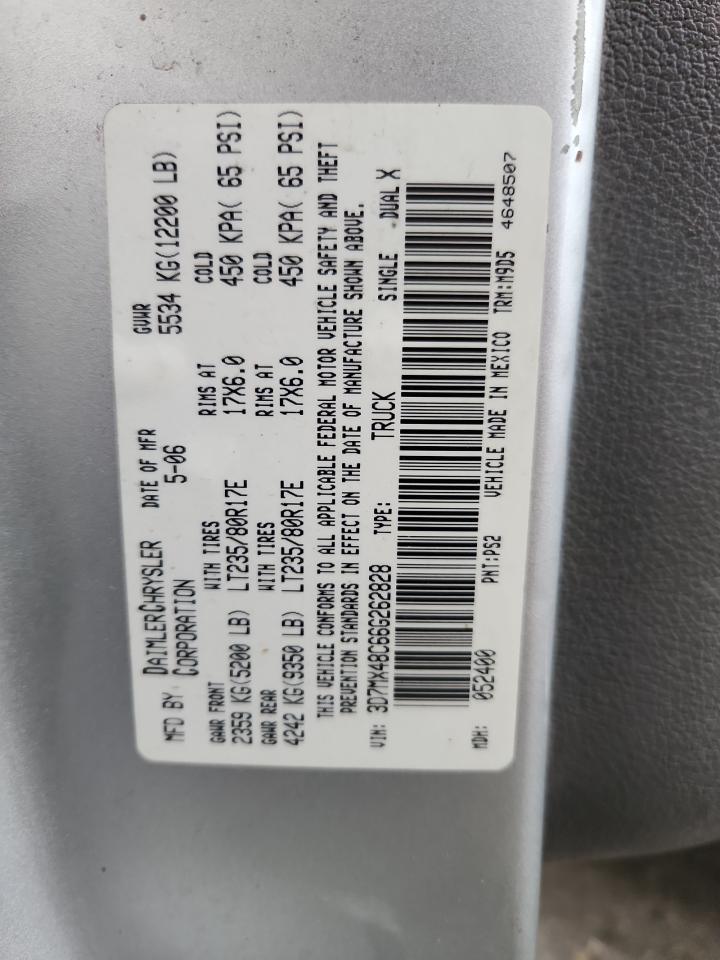 MFD BY DAIMLERCHRYSLER CORPORATION DATE OF MFR 5-06 GVWR 5534 KG(12200 LB)
GAWR FRONT WITH TIRES RIMS AT COLD
2359 KG(5200 LB) LT235/80R17E 17X6.0 450 KPA( 65 PSI)
GAWR REAR WITH TIRES RIMS AT COLD
4242 KG(9350 LB) LT235/80R17E 17X6.0 450 KPA( 65 PSI)
THIS VEHICLE CONFORMS TO ALL APPLICABLE FEDERAL MOTOR VEHICLE SAFETY AND THEFT
PREVENTION STANDARDS IN EFFECT ON THE DATE OF MANUFACTURE SHOWN ABOVE.
VIN: 3D7MX48C66G262828 TYPE: TRUCK SINGLE DUAL X
MDH: 052400 PNT:PS2 VEHICLE MADE IN MEXICO TRM:M9D5 4648507